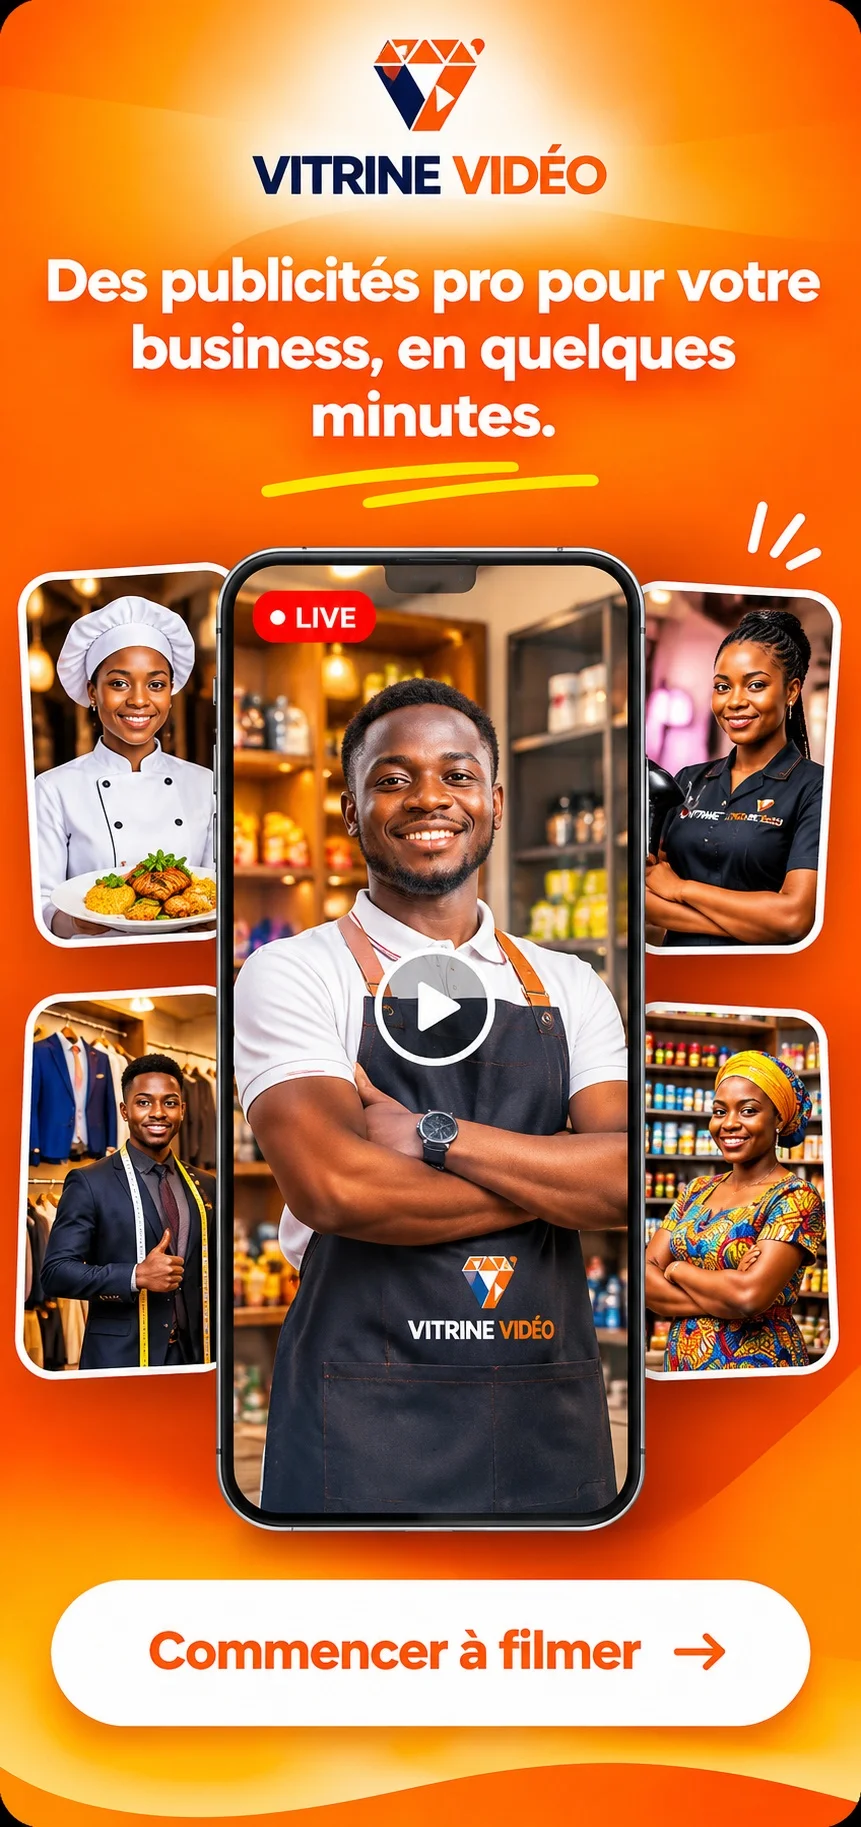 VITRINE VIDÉO
Des publicités pro pour votre
business, en quelques
minutes.
LIVE
VITRINE VIDÉO
Commencer à filmer